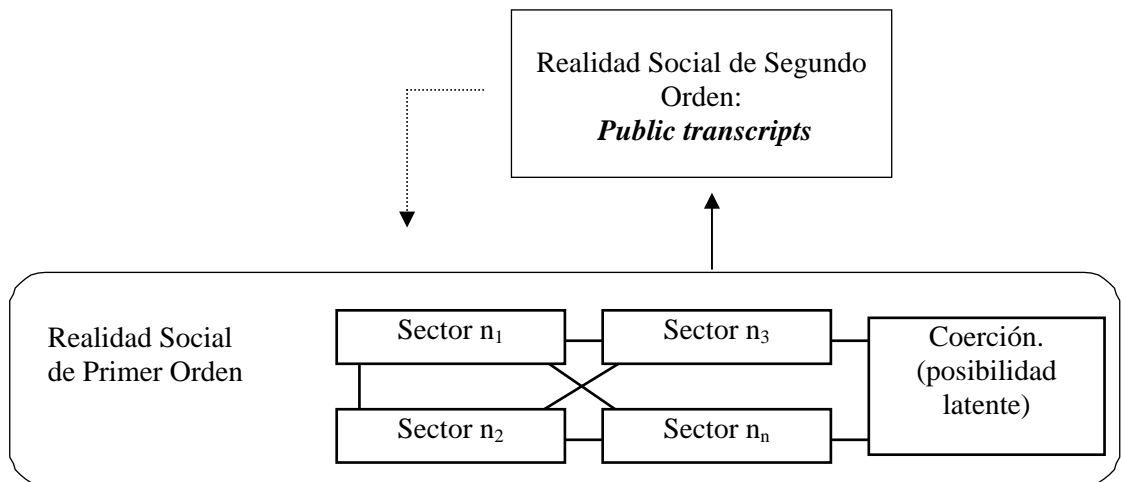 Realidad Social de Segundo
Orden:
Public transcripts
Realidad Social
de Primer Orden
Sector n₁
Sector n₃
Coerción.
(posibilidad
latente)
Sector n₂
Sector nₙ